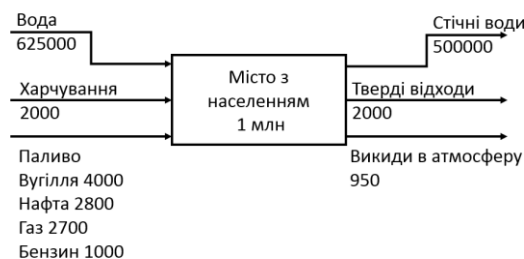 Вода
625000
Харчування
2000
Паливо
Вугілля 4000
Нафта 2800
Газ 2700
Бензин 1000
Місто з
населенням
1 млн
Стічні води
500000
Тверді відходи
2000
Викиди в атмосферу
950